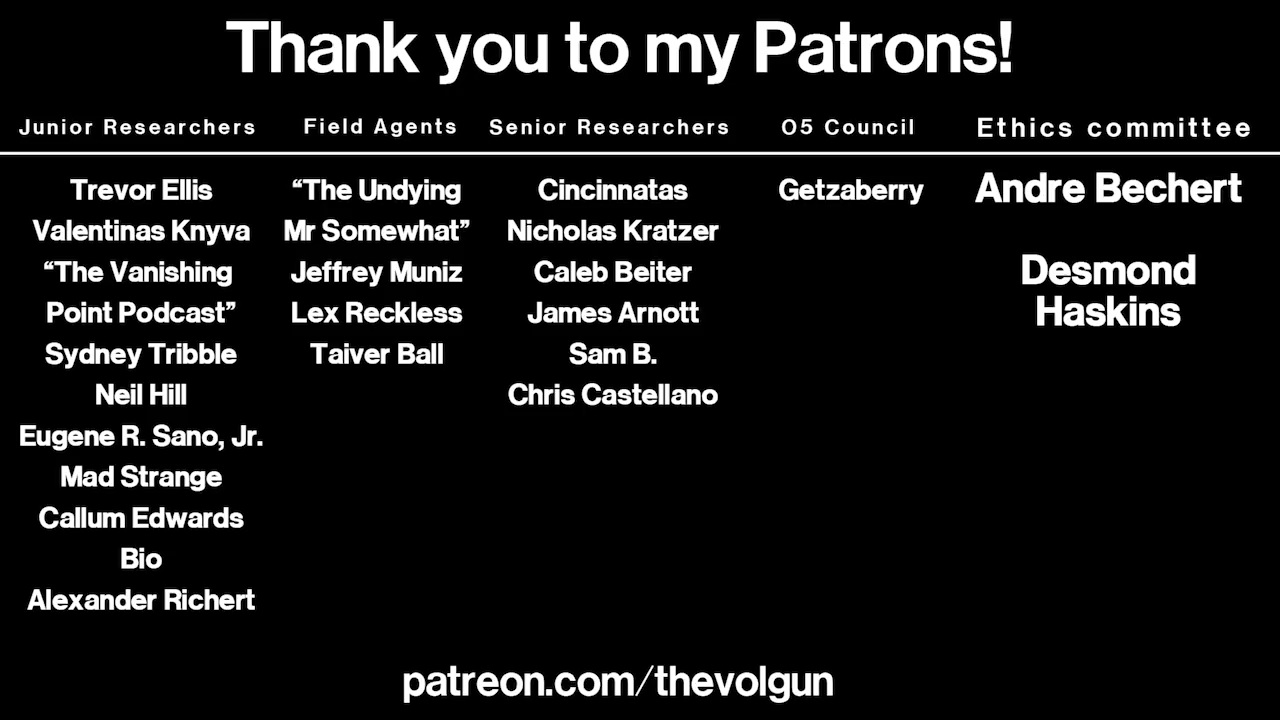 Thank you to my Patrons!
Junior Researchers
Trevor Ellis
Valentinas Knyva
“The Vanishing
Point Podcast”
Sydney Tribble
Neil Hill
Eugene R. Sano, Jr.
Mad Strange
Callum Edwards
Bio
Alexander Richert
Field Agents
“The Undying
Mr Somewhat”
Jeffrey Muniz
Lex Reckless
Taiver Ball
Senior Researchers
Cincinnatas
Nicholas Kratzer
Caleb Beiter
James Arnott
Sam B.
Chris Castellano
O5 Council
Getzaberry
Ethics committee
Andre Bechert
Desmond
Haskins
patreon.com/thevolgun